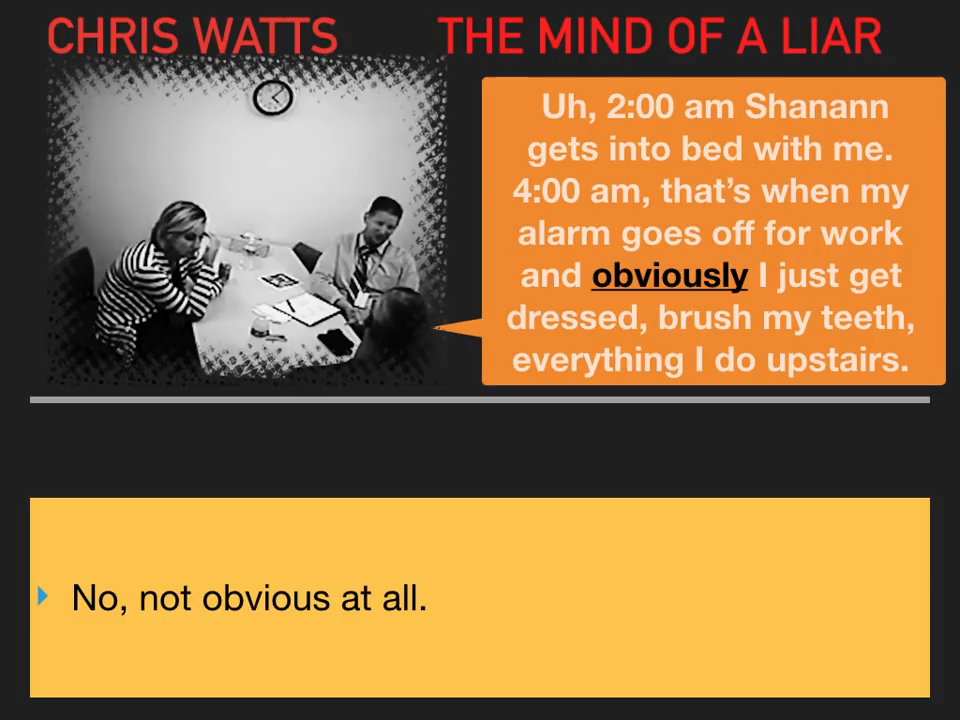 CHRIS WATTS THE MIND OF A LIAR
Uh, 2:00 am Shanann
gets into bed with me.
4:00 am, that’s when my
alarm goes off for work
and obviously I just get
dressed, brush my teeth,
everything I do upstairs.
No, not obvious at all.